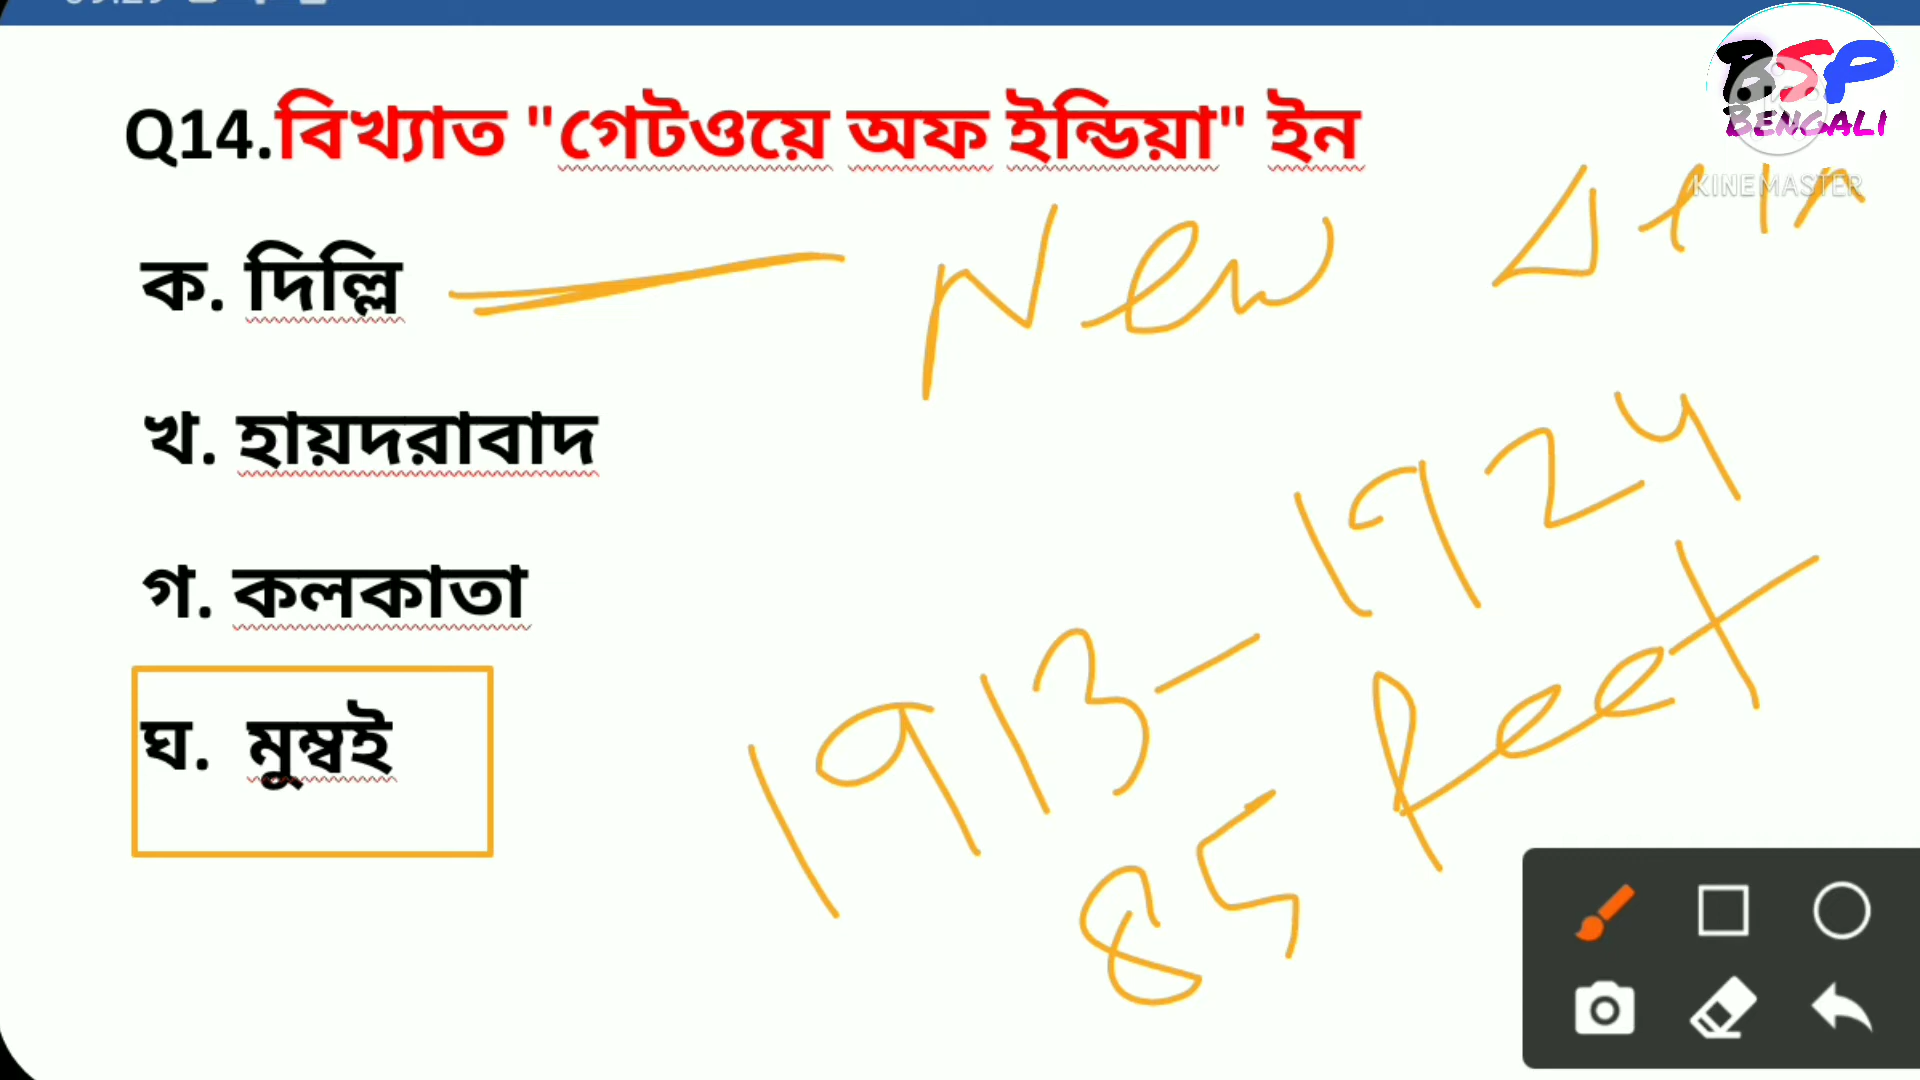 BSP
BENGALI
KINEMASTER
Q14.বিখ্যাত "গেটওয়ে অফ ইন্ডিয়া" ইন
ক. দিল্লি
New
খ. হায়দরাবাদ
গ. কলকাতা
1913-1924
ঘ. মুম্বই
85 feet